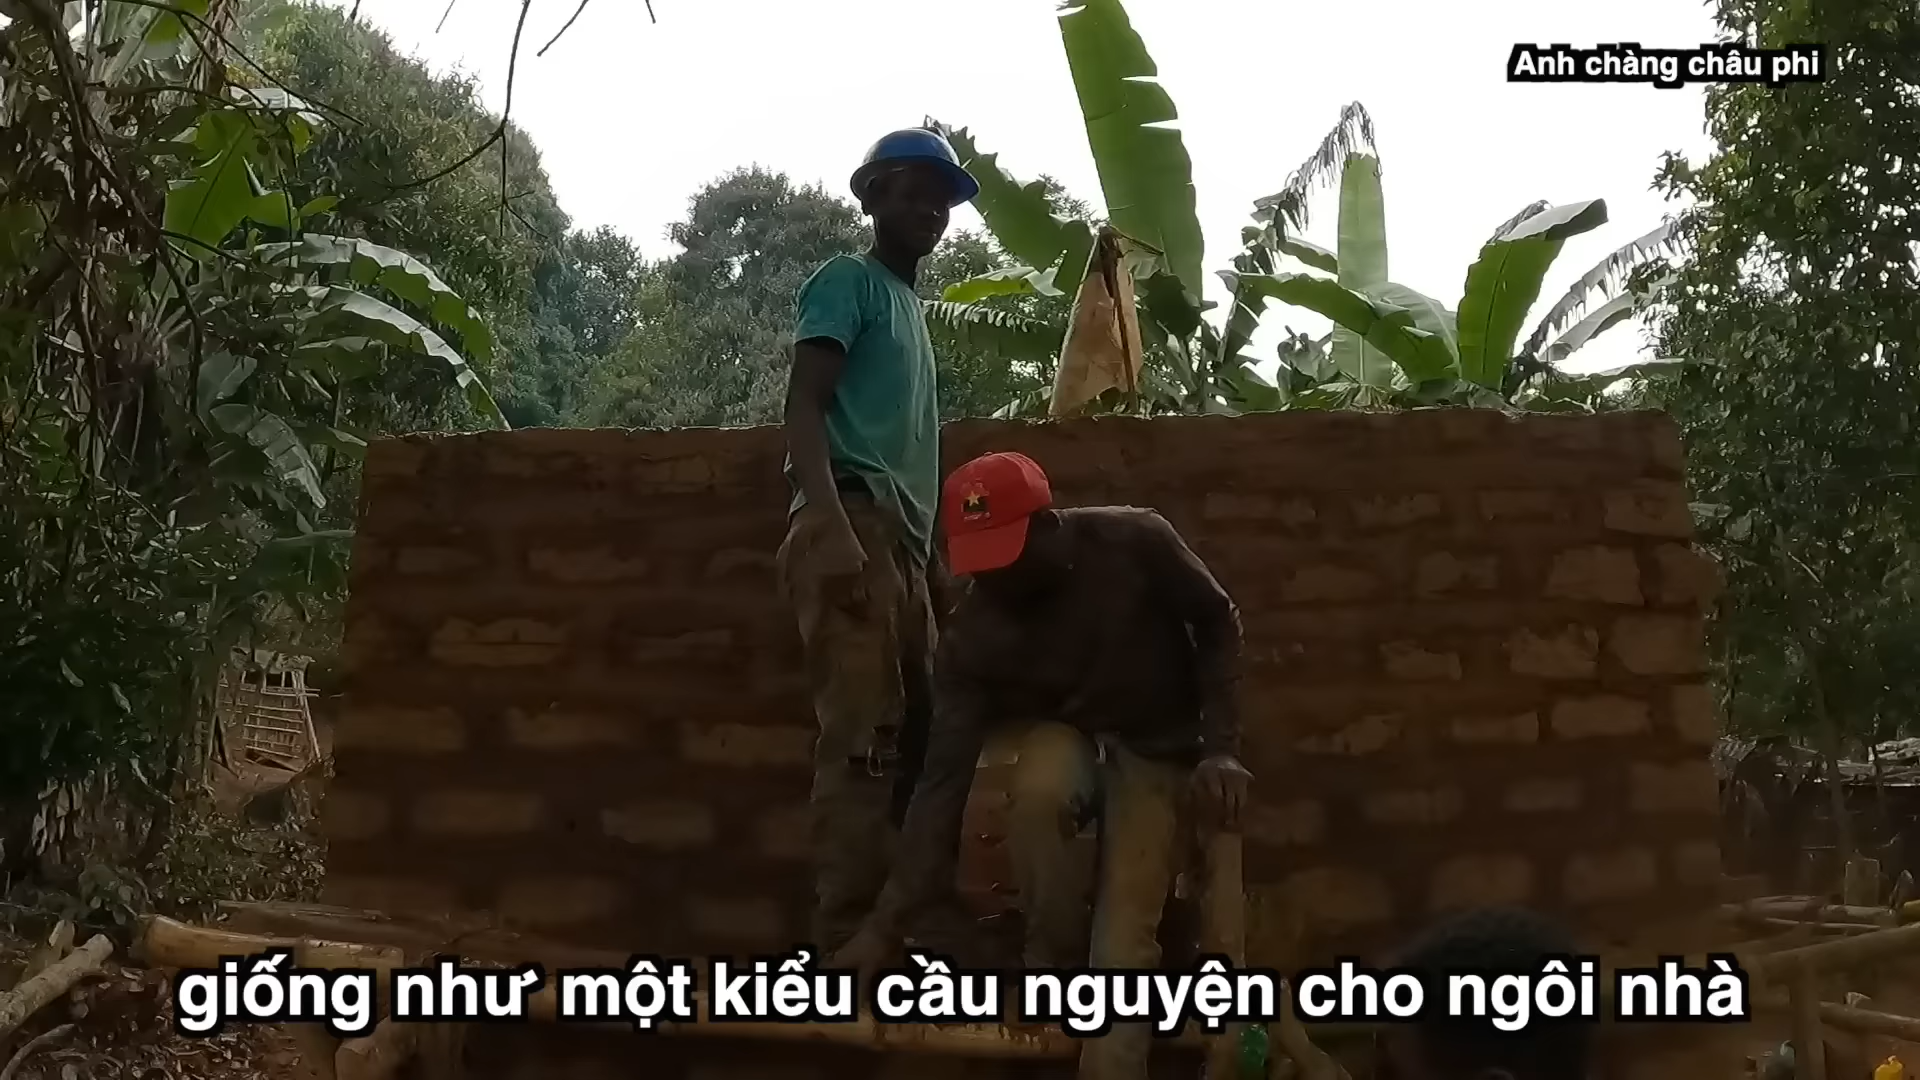 Anh chàng châu phi
giống như một kiểu cầu nguyện cho ngôi nhà